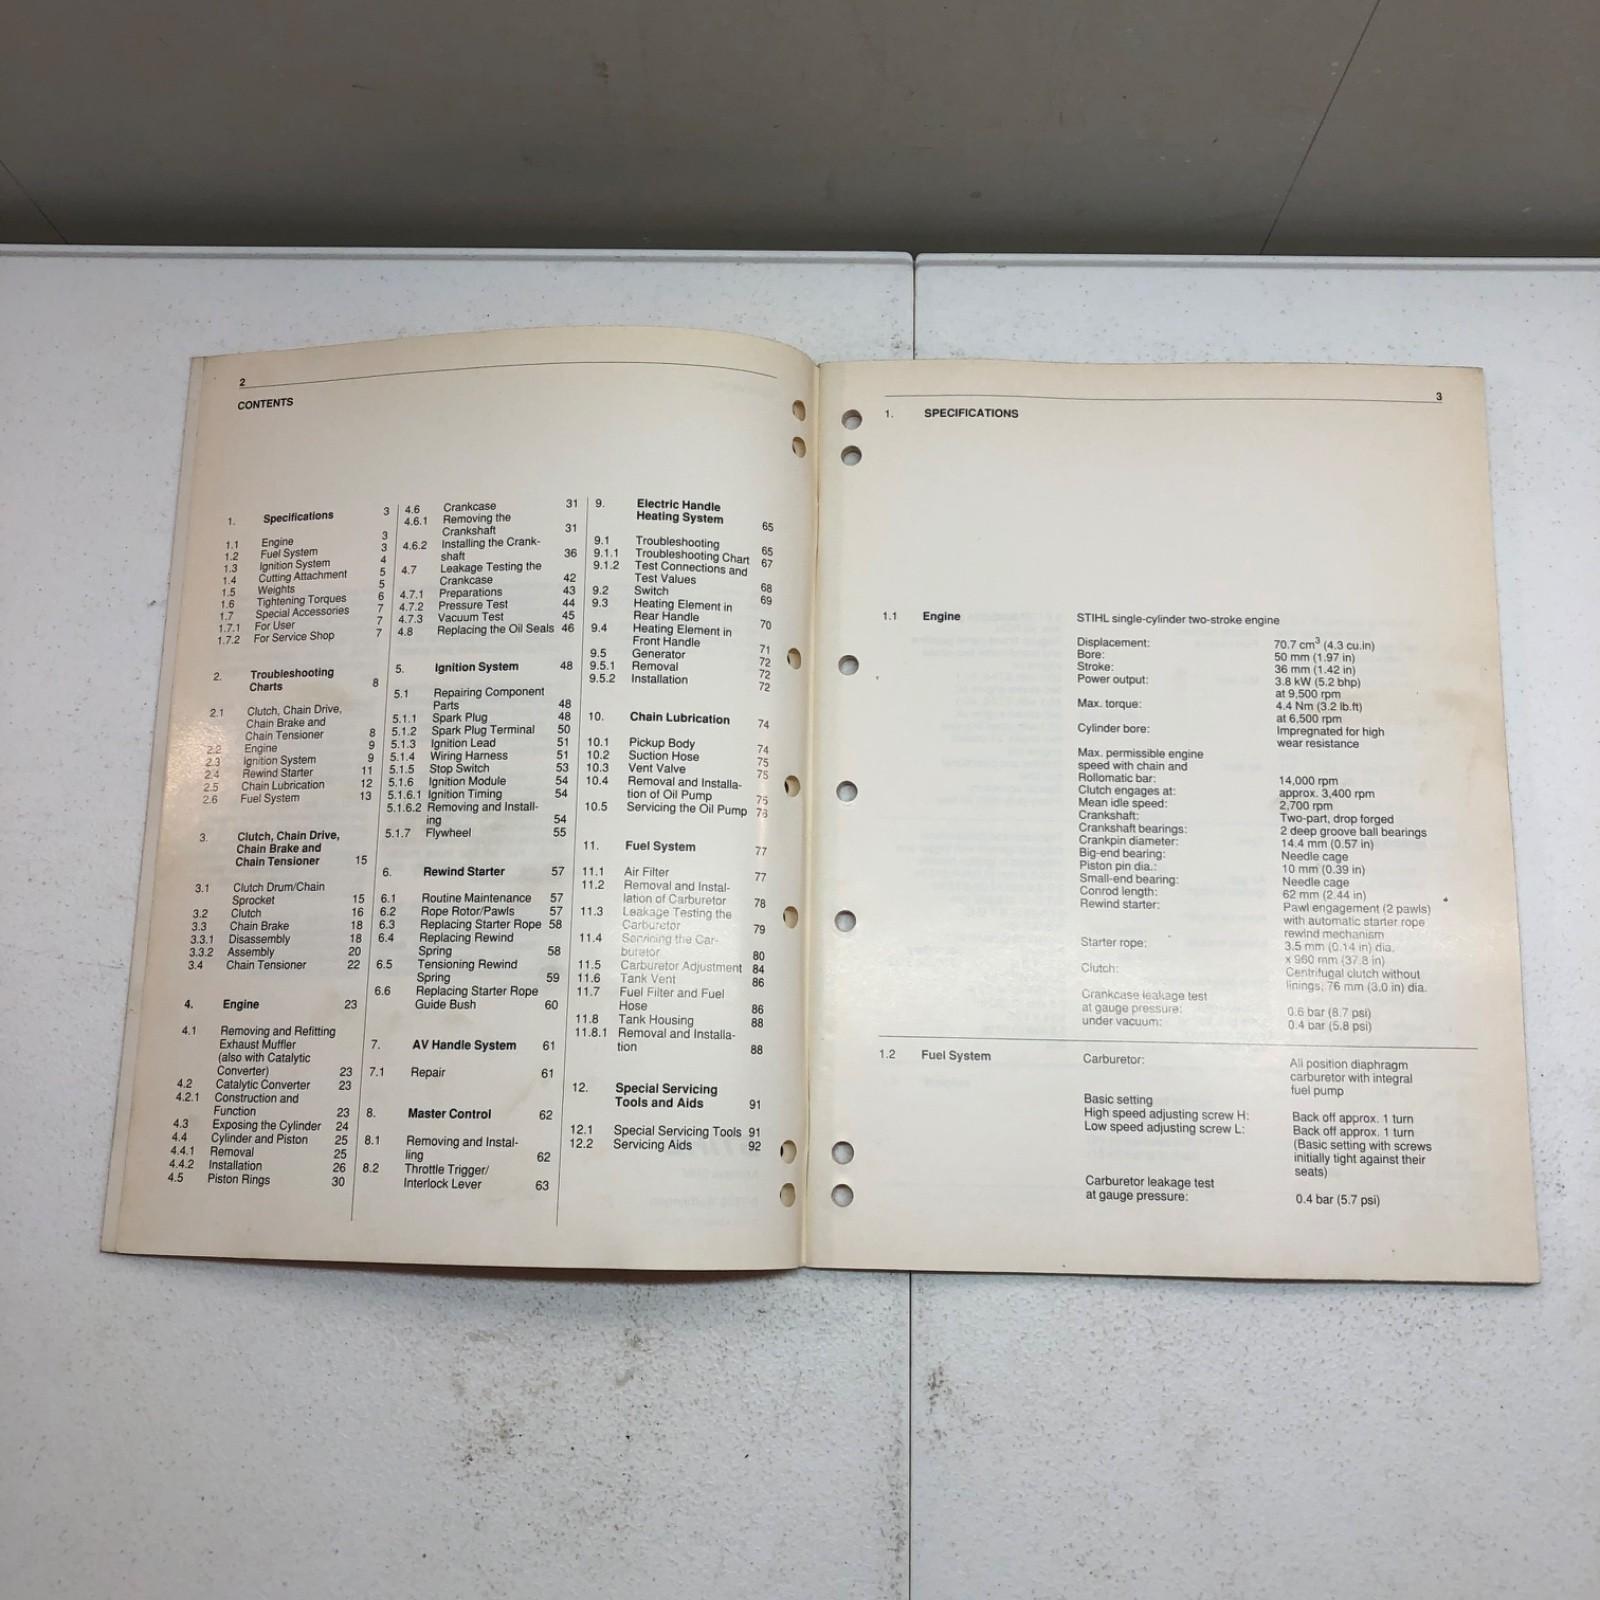 2
CONTENTS
1. Specifications 3
1.1 Engine 3
1.2 Fuel System 3
1.3 Ignition System 4
1.4 Cutting Attachment 5
1.5 Weights 5
1.6 Tightening Torques 6
1.7 Special Accessories 7
1.7.1 For User 7
1.7.2 For Service Shop 7
2. Troubleshooting
Charts 8
2.1 Clutch, Chain Drive,
Chain Brake and
Chain Tensioner 8
2.2 Engine 9
2.3 Ignition System 9
2.4 Rewind Starter 11
2.5 Chain Lubrication 12
2.6 Fuel System 13
3. Clutch, Chain Drive,
Chain Brake and
Chain Tensioner 15
3.1 Clutch Drum/Chain
Sprocket 15
3.2 Clutch 16
3.3 Chain Brake 18
3.3.1 Disassembly 18
3.3.2 Assembly 20
3.4 Chain Tensioner 22
4. Engine 23
4.1 Removing and Refitting
Exhaust Muffler
(also with Catalytic
Converter) 23
4.2 Catalytic Converter 23
4.2.1 Construction and
Function 23
4.3 Exposing the Cylinder 24
4.4 Cylinder and Piston 25
4.4.1 Removal 25
4.4.2 Installation 26
4.5 Piston Rings 30
4.6 Crankcase 31
4.6.1 Removing the
Crankshaft 31
4.6.2 Installing the Crank-
shaft 36
4.7 Leakage Testing the
Crankcase 42
4.7.1 Preparations 43
4.7.2 Pressure Test 44
4.7.3 Vacuum Test 45
4.8 Replacing the Oil Seals 46
5. Ignition System 48
5.1 Repairing Component
Parts 48
5.1.1 Spark Plug 48
5.1.2 Spark Plug Terminal 50
5.1.3 Ignition Lead 51
5.1.4 Wiring Harness 51
5.1.5 Stop Switch 53
5.1.6 Ignition Module 54
5.1.6.1 Ignition Timing 54
5.1.6.2 Removing and Install-
ing 54
5.1.7 Flywheel 55
6. Rewind Starter 57
6.1 Routine Maintenance 57
6.2 Rope Rotor/Pawls 57
6.3 Replacing Starter Rope 58
6.4 Replacing Rewind
Spring 58
6.5 Tensioning Rewind
Spring 59
6.6 Replacing Starter Rope
Guide Bush 60
7. AV Handle System 61
7.1 Repair 61
8. Master Control 62
8.1 Removing and Instal-
ling 62
8.2 Throttle Trigger/
Interlock Lever 63
9. Electric Handle
Heating System 65
9.1 Troubleshooting 65
9.1.1 Troubleshooting Chart 67
9.1.2 Test Connections and
Test Values 68
9.2 Switch 69
9.3 Heating Element in
Rear Handle 70
9.4 Heating Element in
Front Handle 71
9.5 Generator 72
9.5.1 Removal 72
9.5.2 Installation 72
10. Chain Lubrication 74
10.1 Pickup Body 74
10.2 Suction Hose 75
10.3 Vent Valve 75
10.4 Removal and Installa-
tion of Oil Pump 75
10.5 Servicing the Oil Pump 76
11. Fuel System 77
11.1 Air Filter 77
11.2 Removal and Instal-
lation of Carburetor 78
11.3 Leakage Testing the
Carburetor 79
11.4 Servicing the Car-
buretor 80
11.5 Carburetor Adjustment 84
11.6 Tank Vent 86
11.7 Fuel Filter and Fuel
Hose 86
11.8 Tank Housing 88
11.8.1 Removal and Installa-
tion 88
12. Special Servicing
Tools and Aids 91
12.1 Special Servicing Tools 91
12.2 Servicing Aids 92
3
1. SPECIFICATIONS
1.1 Engine STIHL single-cylinder two-stroke engine
Displacement: 70.7 cm³ (4.3 cu.in)
Bore: 50 mm (1.97 in)
Stroke: 36 mm (1.42 in)
Power output: 3.8 kW (5.2 bhp)
at 9,500 rpm
Max. torque: 4.4 Nm (3.2 lb.ft)
at 6,500 rpm
Cylinder bore: Impregnated for high
wear resistance
Max. permissible engine
speed with chain and
Rollomatic bar: 14,000 rpm
Clutch engages at: approx. 3,400 rpm
Mean idle speed: 2,700 rpm
Crankshaft: Two-part, drop forged
Crankshaft bearings: 2 deep groove ball bearings
Crankpin diameter: 14.4 mm (0.57 in)
Big-end bearing: Needle cage
Piston pin dia.: 10 mm (0.39 in)
Small-end bearing: Needle cage
Conrod length: 62 mm (2.44 in)
Rewind starter: Pawl engagement (2 pawls)
with automatic starter rope
rewind mechanism
Starter rope: 3.5 mm (0.14 in) dia.
x 960 mm (37.8 in)
Clutch: Centrifugal clutch without
linings, 76 mm (3.0 in) dia.
Crankcase leakage test
at gauge pressure: 0.6 bar (8.7 psi)
under vacuum: 0.4 bar (5.8 psi)
1.2 Fuel System Carburetor: All position diaphragm
carburetor with integral
fuel pump
Basic setting
High speed adjusting screw H: Back off approx. 1 turn
Low speed adjusting screw L: Back off approx. 1 turn
(Basic setting with screws
initially tight against their
seats)
Carburetor leakage test
at gauge pressure: 0.4 bar (5.7 psi)